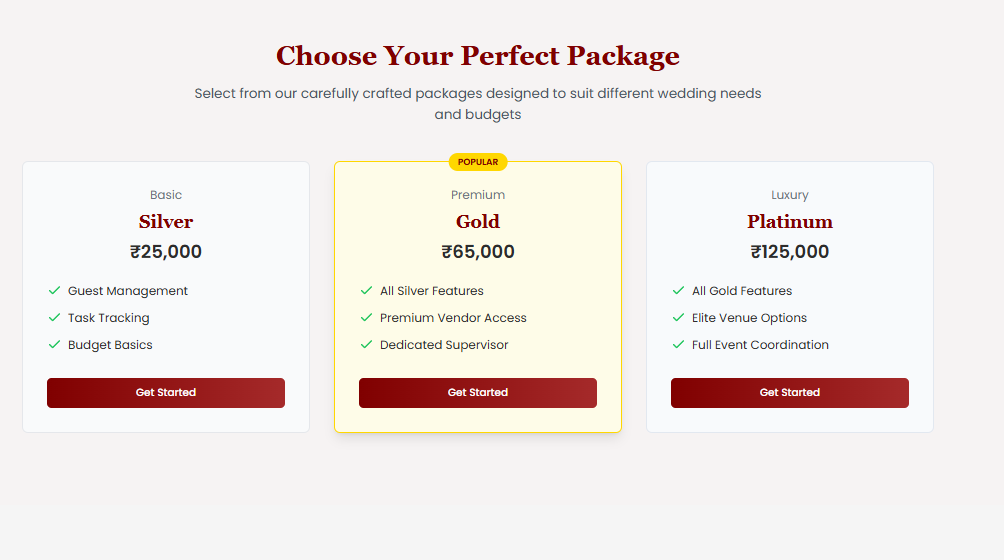 Choose Your Perfect Package
Select from our carefully crafted packages designed to suit different wedding needs
and budgets
Basic
Silver
₹25,000
Guest Management
Task Tracking
Budget Basics
Get Started
POPULAR
Premium
Gold
₹65,000
All Silver Features
Premium Vendor Access
Dedicated Supervisor
Get Started
Luxury
Platinum
₹125,000
All Gold Features
Elite Venue Options
Full Event Coordination
Get Started